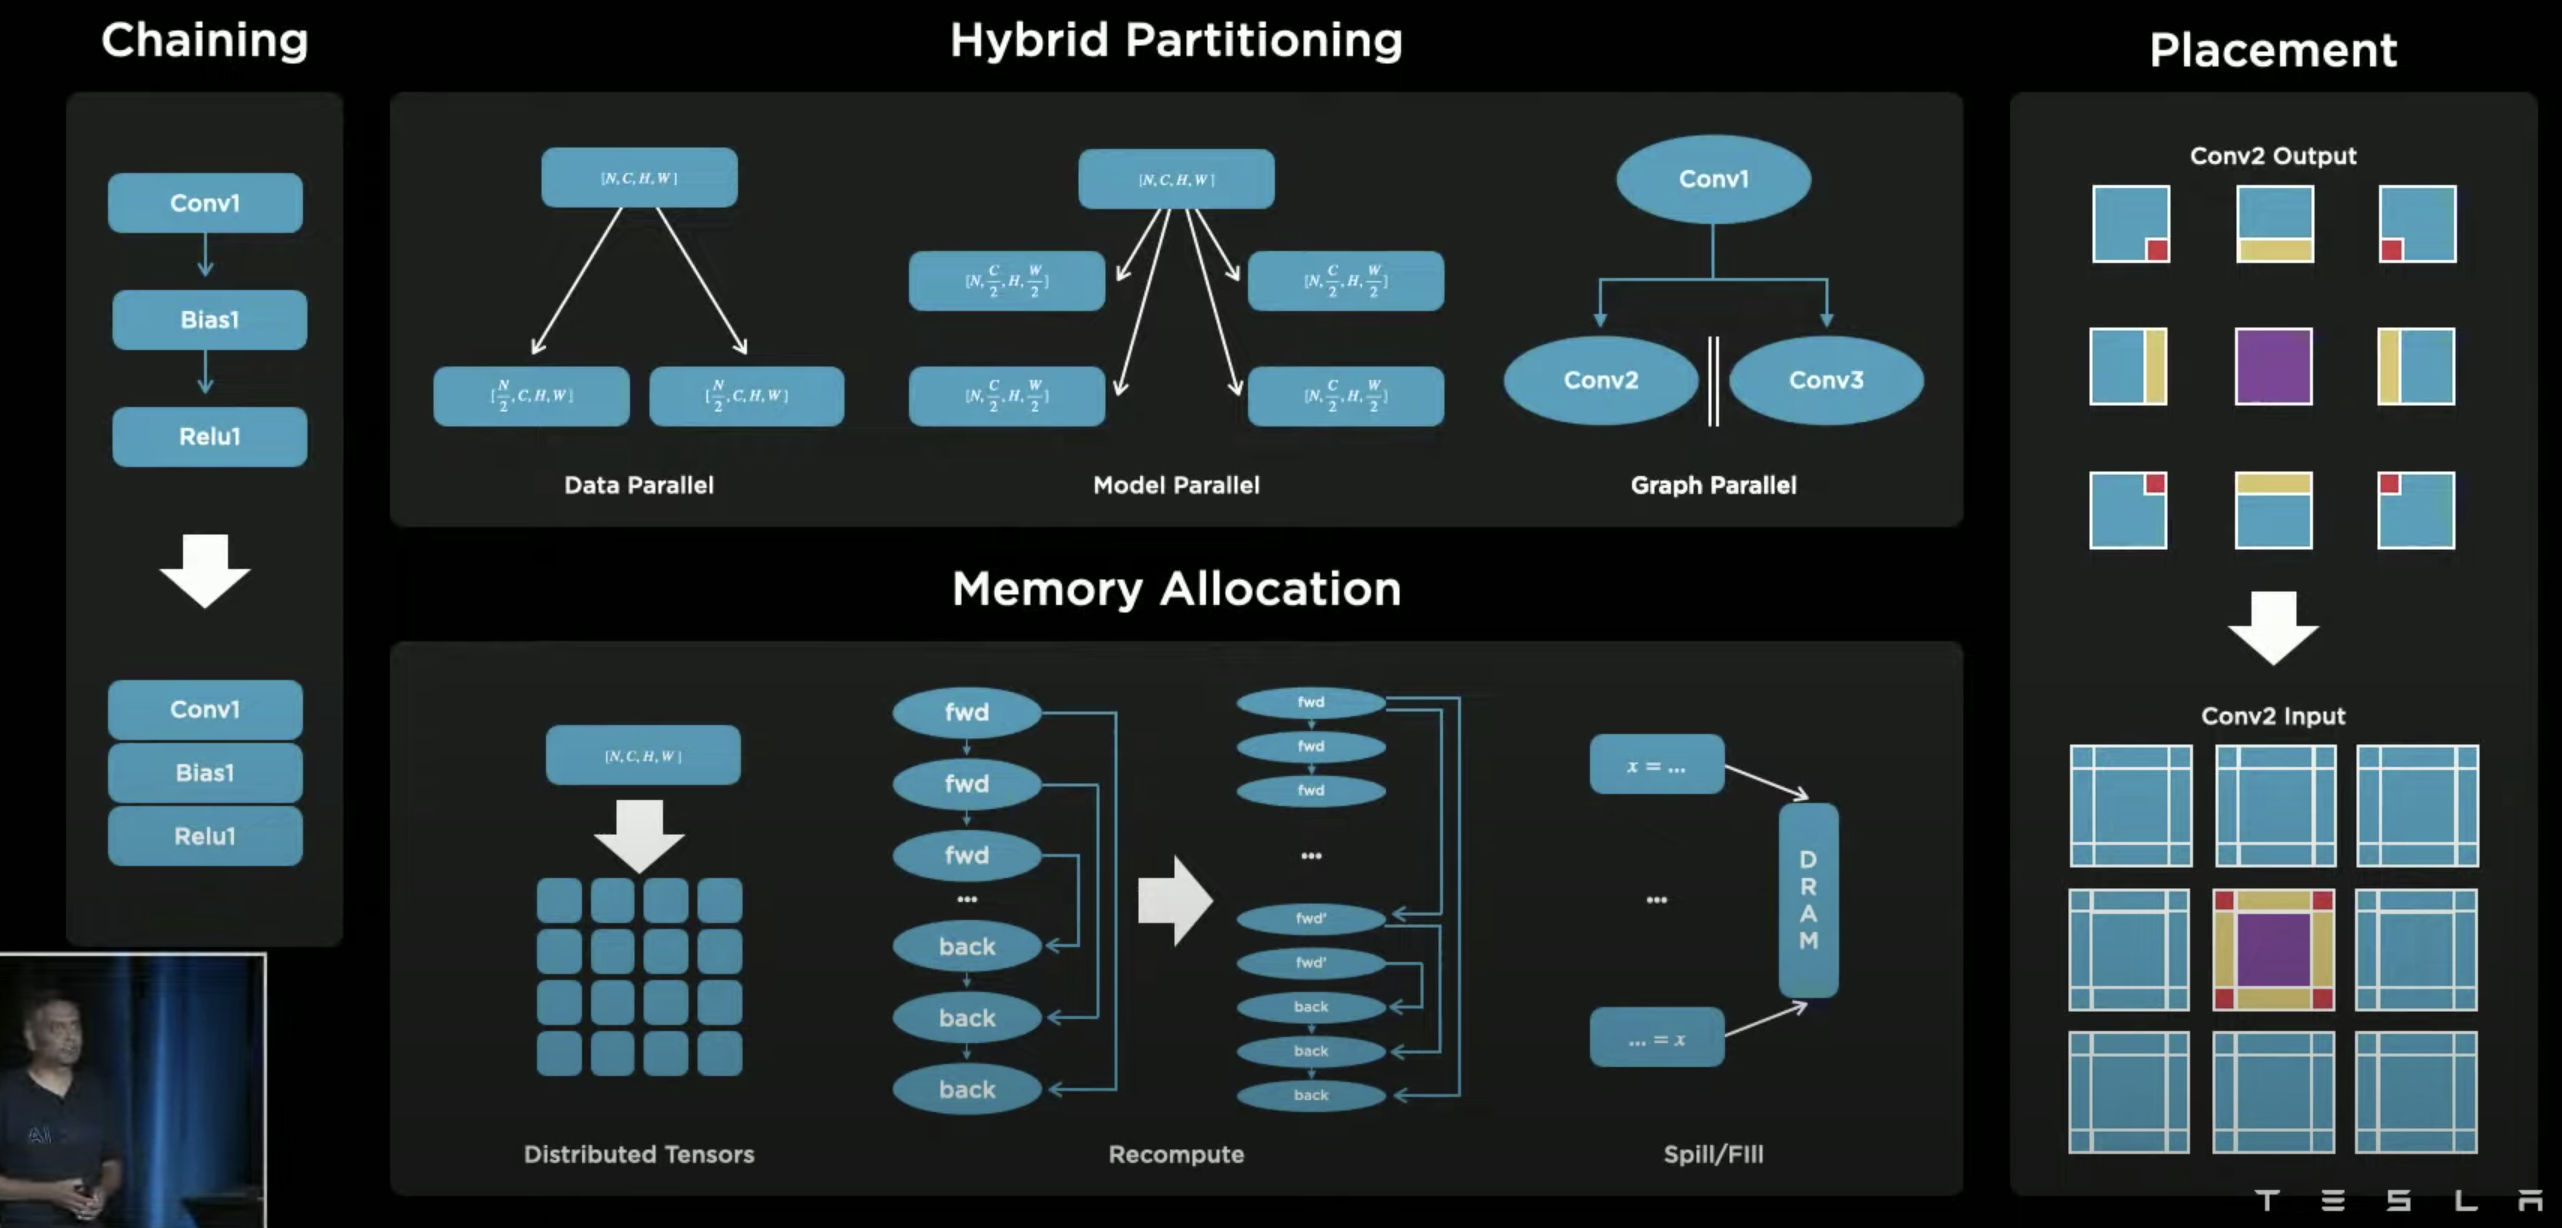 Chaining
Conv1
Bias1
Relu1
Conv1
Bias1
Relu1
Hybrid Partitioning
[N, C, H, W]
[N/2, C, H, W]
[N/2, C, H, W]
Data Parallel
[N, C, H, W]
[N, C/2, H, W/2]
[N, C/2, H, W/2]
[N, C/2, H, W/2]
[N, C/2, H, W/2]
Model Parallel
Conv1
Conv2
Conv3
Graph Parallel
Memory Allocation
[N, C, H, W]
Distributed Tensors
fwd
fwd
fwd
...
back
back
back
fwd
fwd
fwd
...
fwd'
fwd'
back
back
back
Recompute
x = ...
...
... = x
DRAM
Spill/FIll
Placement
Conv2 Output
Conv2 Input
AI
TESLA